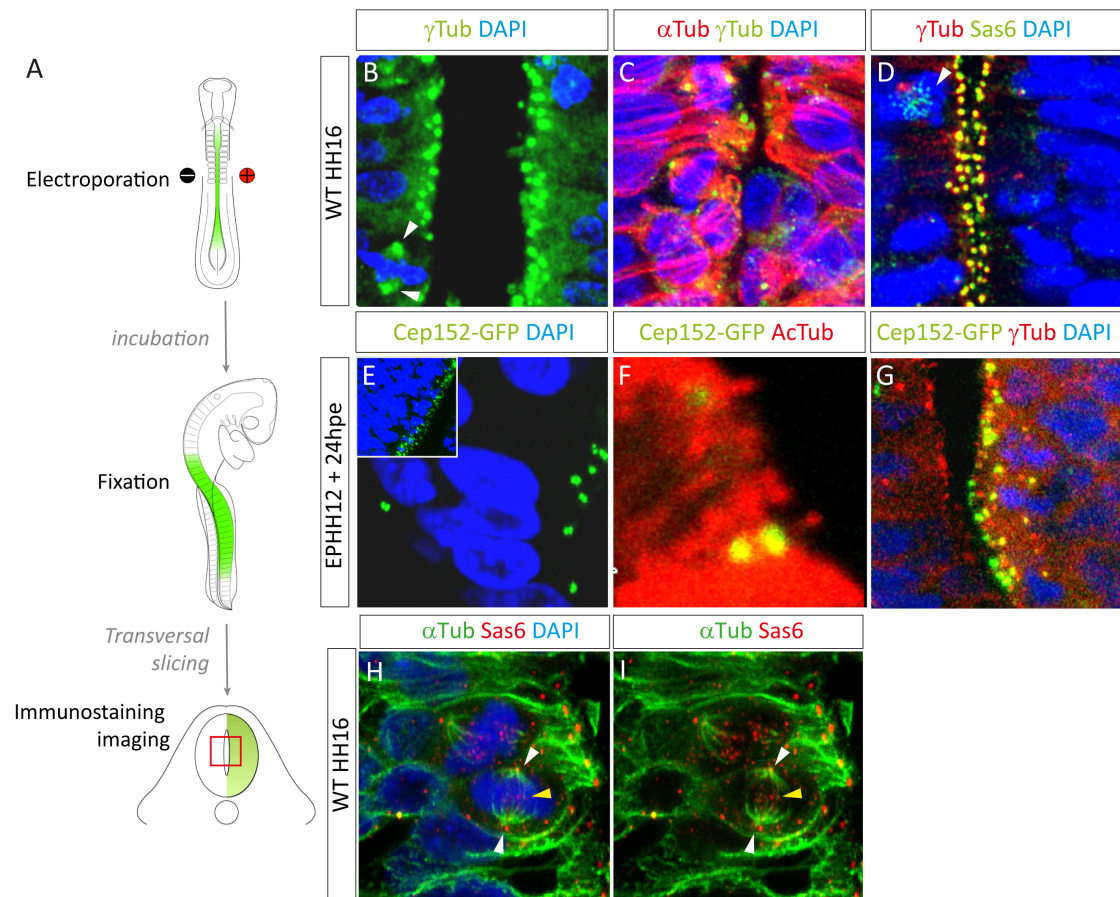 A
Electroporation
incubation
Fixation
Transversal
slicing
Immunostaining
imaging
γTub DAPI
αTub γTub DAPI
γTub Sas6 DAPI
WT HH16
B
C
D
Cep152-GFP DAPI
Cep152-GFP AcTub
Cep152-GFP γTub DAPI
EPHH12 + 24hpe
E
F
G
αTub Sas6 DAPI
αTub Sas6
WT HH16
H
I